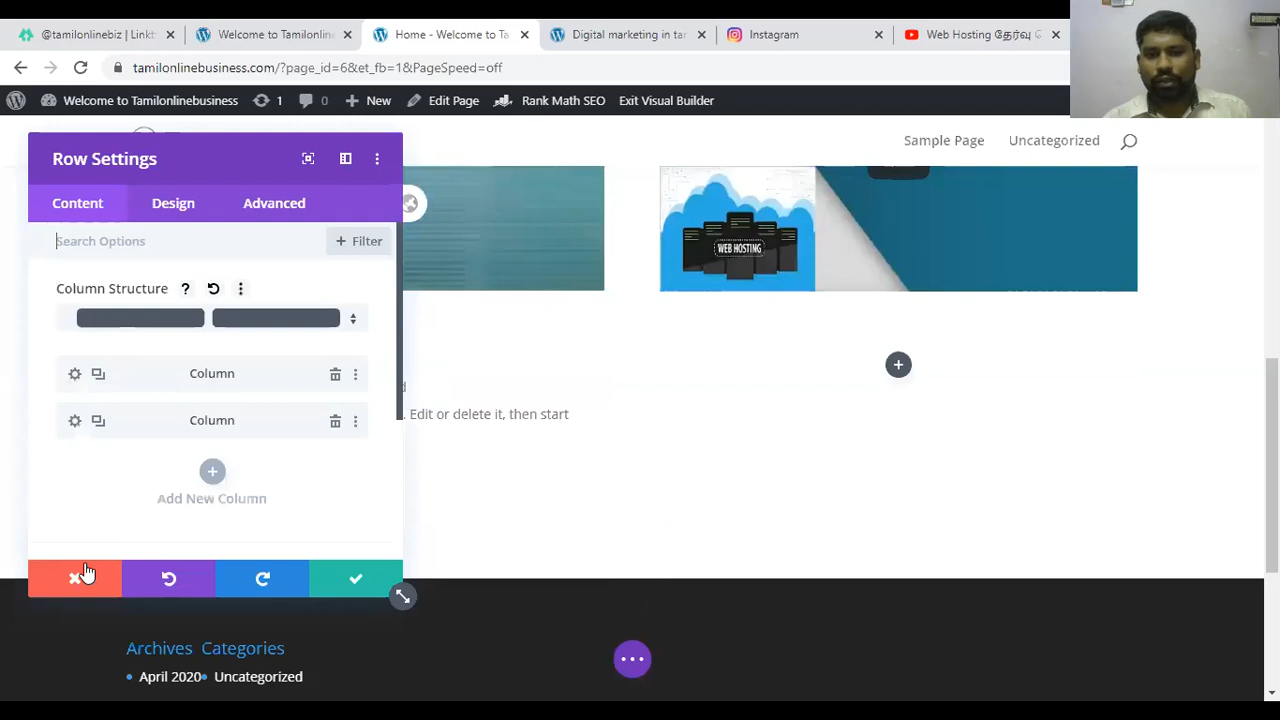 @tamilonlinebiz | Linkt
Welcome to Tamilonlin
Home - Welcome to Ta
Digital marketing in tar
Instagram
Web Hosting தேர்வு
tamilonlinebusiness.com/?page_id=6&et_fb=1&PageSpeed=off
Welcome to Tamilonlinebusiness
1
0
New
Edit Page
Rank Math SEO
Exit Visual Builder
Sample Page
Uncategorized
Row Settings
Content
Design
Advanced
Search Options
+ Filter
Column Structure
WEB HOSTING
Column
Column
. Edit or delete it, then start
Add New Column
Archives Categories
April 2020
Uncategorized